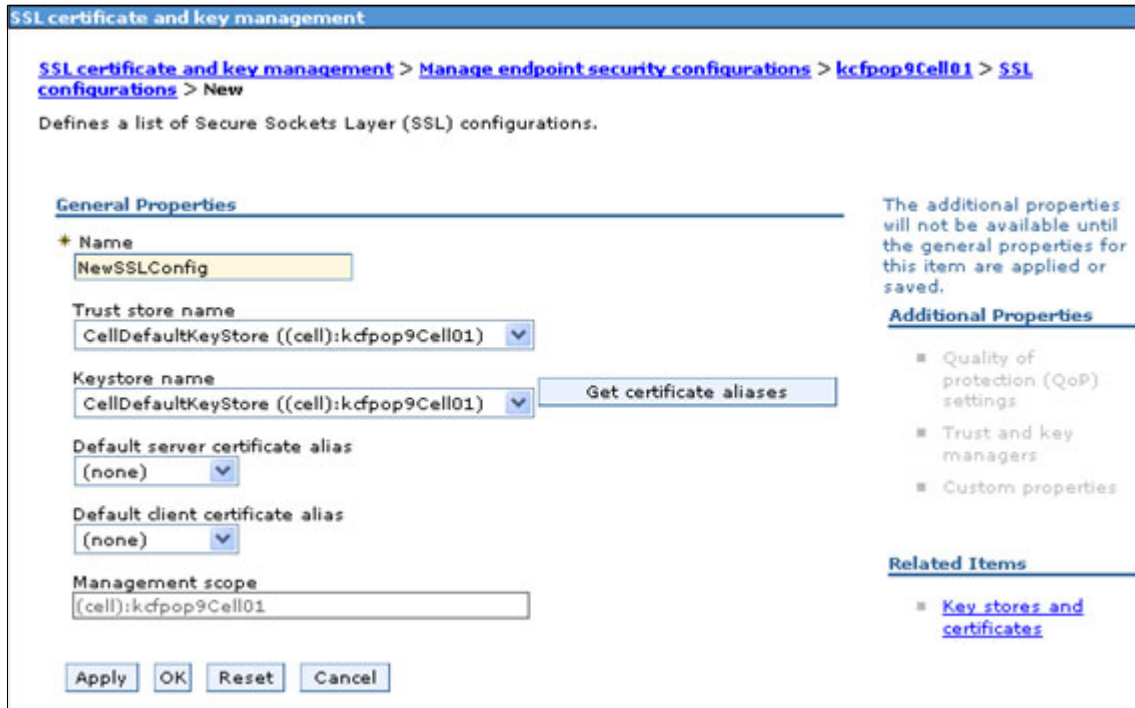 SSL certificate and key management
SSL certificate and key management > Manage endpoint security configurations > kcfpop9Cell01 > SSL
configurations > New
Defines a list of Secure Sockets Layer (SSL) configurations.
General Properties
Name
NewSSLConfig
Trust store name
CellDefaultKeyStore ((cell):kcfpop9Cell01)
Keystore name
CellDefaultKeyStore ((cell):kcfpop9Cell01)
Get certificate aliases
Default server certificate alias
(none)
Default client certificate alias
(none)
Management scope
(cell):kcfpop9Cell01
Apply OK Reset Cancel
The additional properties
will not be available until
the general properties for
this item are applied or
saved.
Additional Properties
Quality of
protection (QoP)
settings
Trust and key
managers
Custom properties
Related Items
Key stores and
certificates